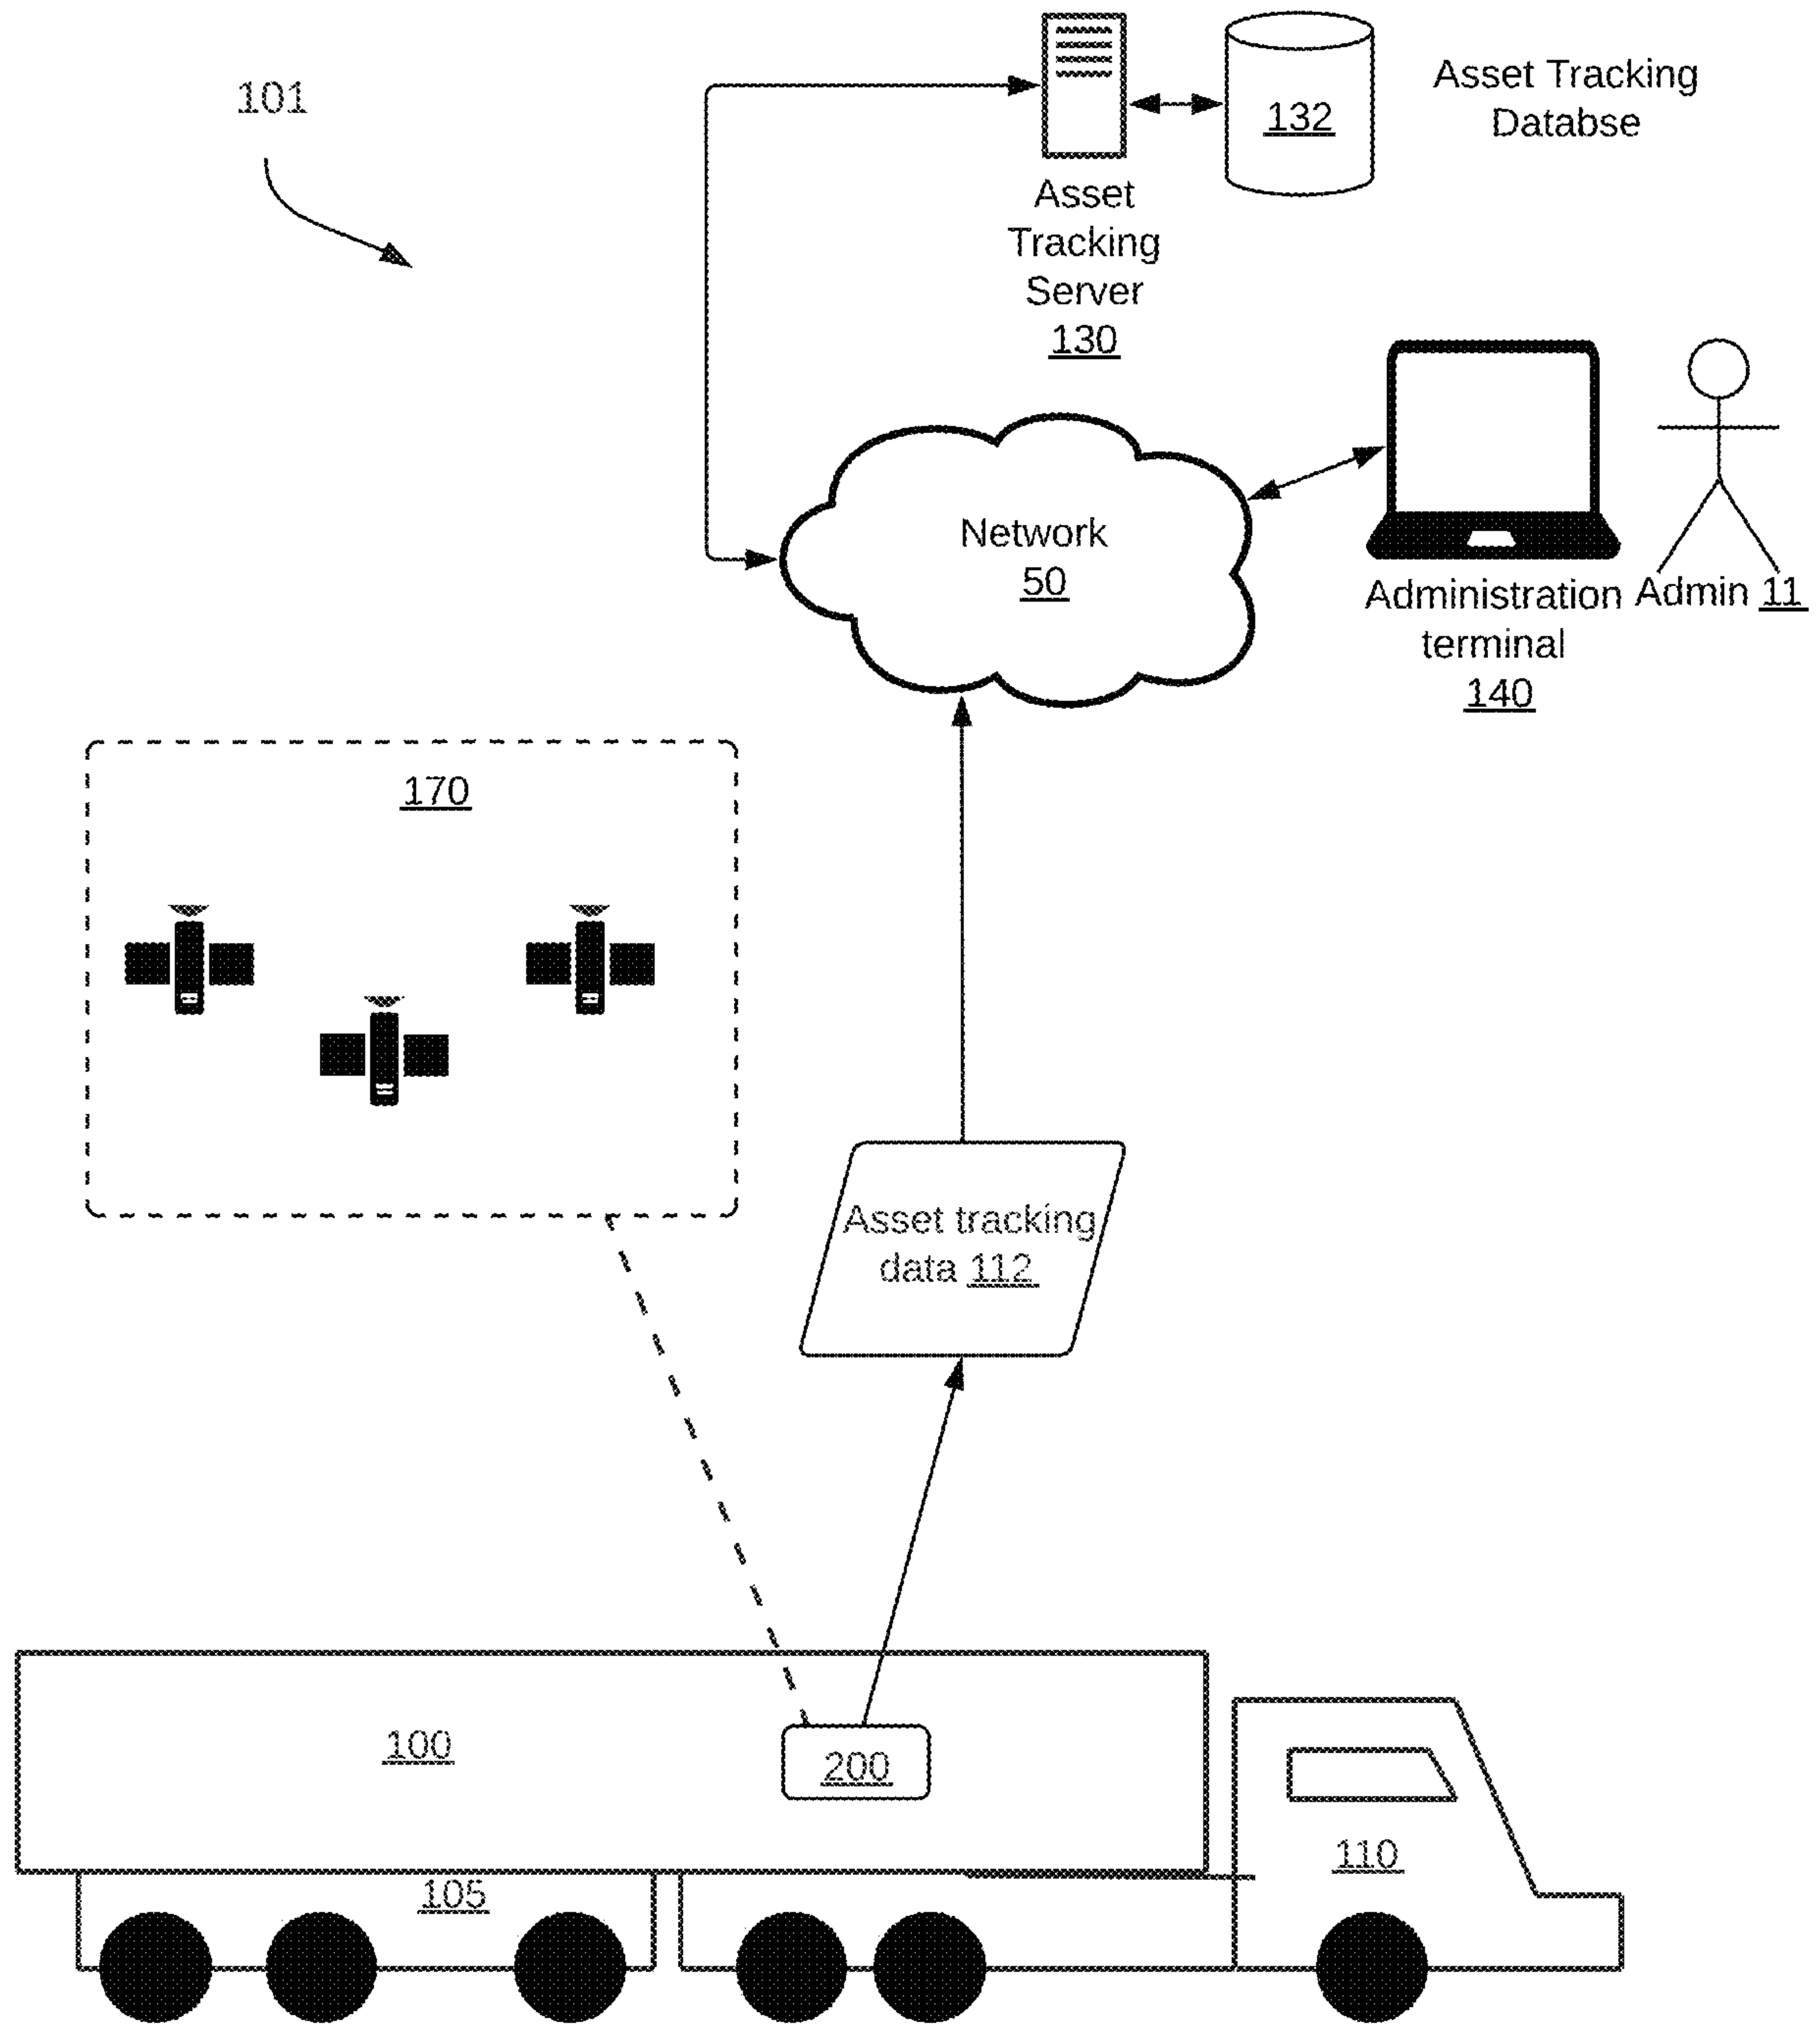 101
132
Asset Tracking
Databse
Asset
Tracking
Server
130
Network
50
Administration
terminal
140
Admin 11
170
Asset tracking
data 112
100
200
110
105